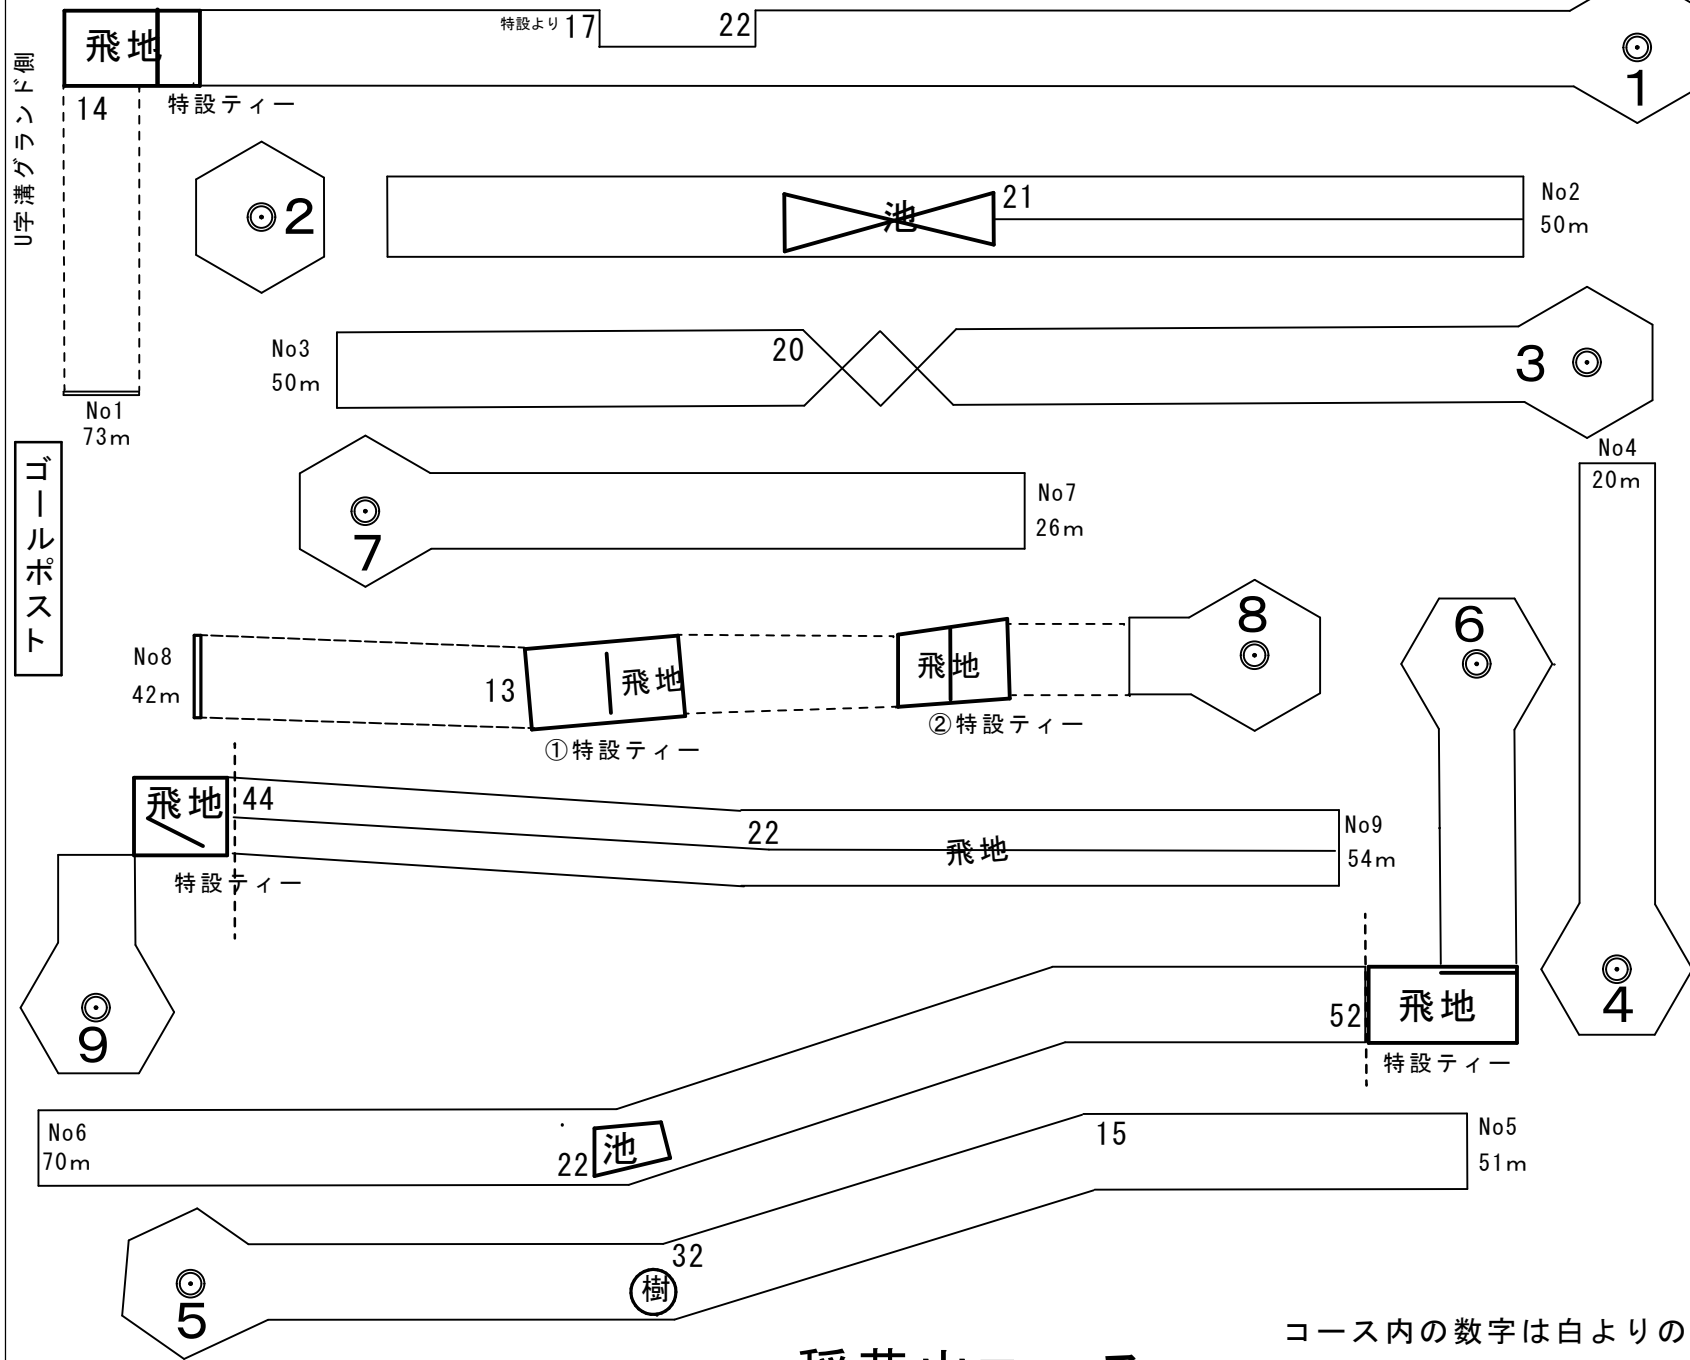 飛地
特設より 17
22
U字溝グランド側
14
特設ティー
1
2
池
21
No2
50m
No3
50m
20
3
No1
73m
No4
20m
ゴールポスト
7
No7
26m
8
6
No8
42m
13
飛地
飛地
①特設ティー
②特設ティー
飛地
44
22
飛地
No9
54m
特設ティー
9
52
飛地
4
特設ティー
No6
70m
22
池
15
No5
51m
32
樹
5
コース内の数字は白よりの